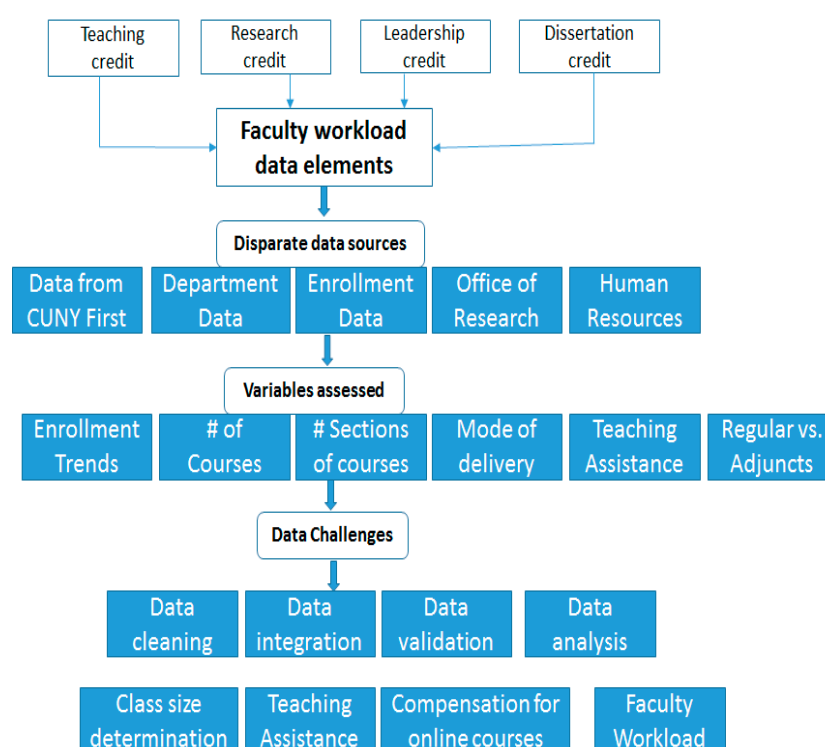 Teaching
credit
Research
credit
Leadership
credit
Dissertation
credit
Faculty workload
data elements
Disparate data sources
Data from
CUNY First
Department
Data
Enrollment
Data
Office of
Research
Human
Resources
Variables assessed
Enrollment
Trends
# of
Courses
# Sections
of courses
Mode of
delivery
Teaching
Assistance
Regular vs.
Adjuncts
Data Challenges
Data
cleaning
Data
integration
Data
validation
Data
analysis
Class size
determination
Teaching
Assistance
Compensation for
online courses
Faculty
Workload